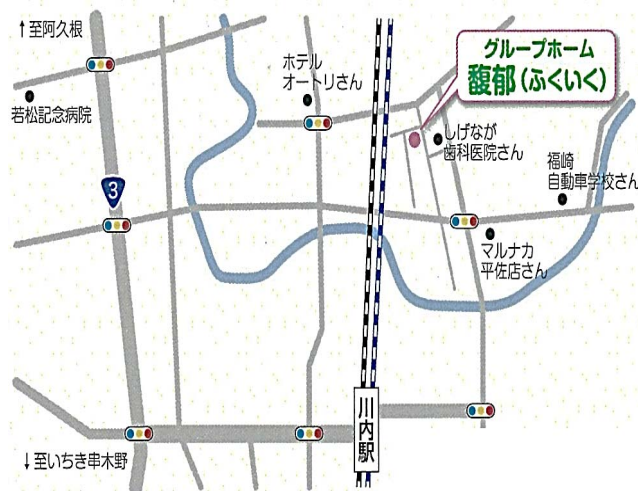 ↑至阿久根
若松記念病院
ホテル
オートリさん
グループホーム
馥郁(ふくいく)
しげなが
歯科医院さん
福崎
自動車学校さん
3
マルナカ
平佐店さん
川内駅
↓至いちき串木野